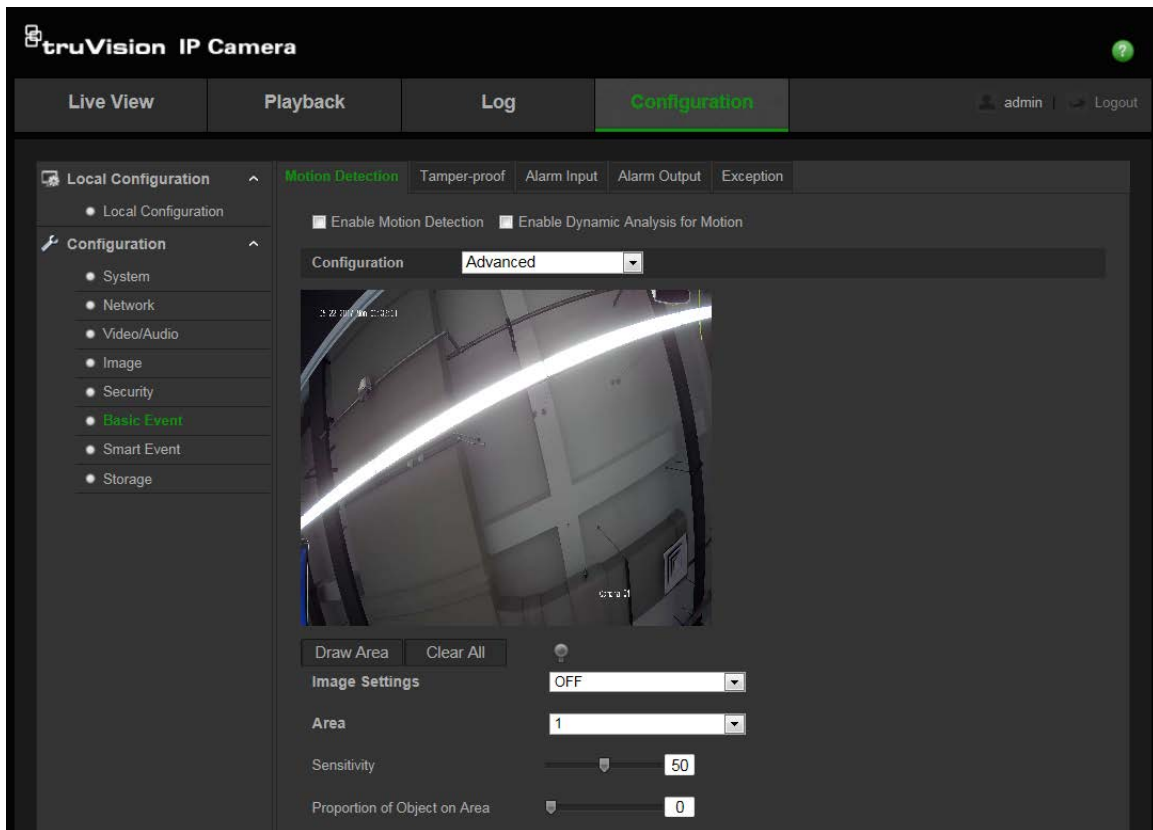 truVision IP Camera
?
Live View Playback Log Configuration admin | Logout
Local Configuration
Local Configuration
Configuration
System
Network
Video/Audio
Image
Security
Basic Event
Smart Event
Storage
Motion Detection Tamper-proof Alarm Input Alarm Output Exception
Enable Motion Detection Enable Dynamic Analysis for Motion
Configuration Advanced
Draw Area Clear All
Image Settings OFF
Area 1
Sensitivity 50
Proportion of Object on Area 0